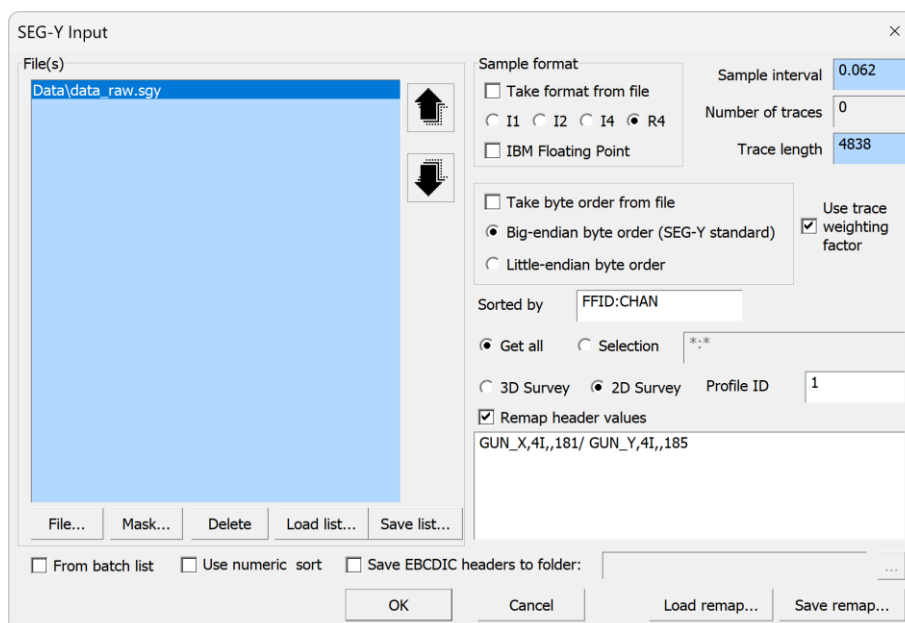 SEG-Y Input
File(s)
Data\data_raw.sgy
File...
Mask...
Delete
Load list...
Save list...
Sample format
Take format from file
I1 I2 I4 R4
IBM Floating Point
Sample interval 0.062
Number of traces 0
Trace length 4838
Take byte order from file
Big-endian byte order (SEG-Y standard)
Little-endian byte order
Use trace
weighting
factor
Sorted by FFID:CHAN
Get all Selection *:*
3D Survey 2D Survey Profile ID 1
Remap header values
GUN_X,4I,,181/ GUN_Y,4I,,185
From batch list Use numeric sort Save EBCDIC headers to folder: ...
OK Cancel Load remap... Save remap...